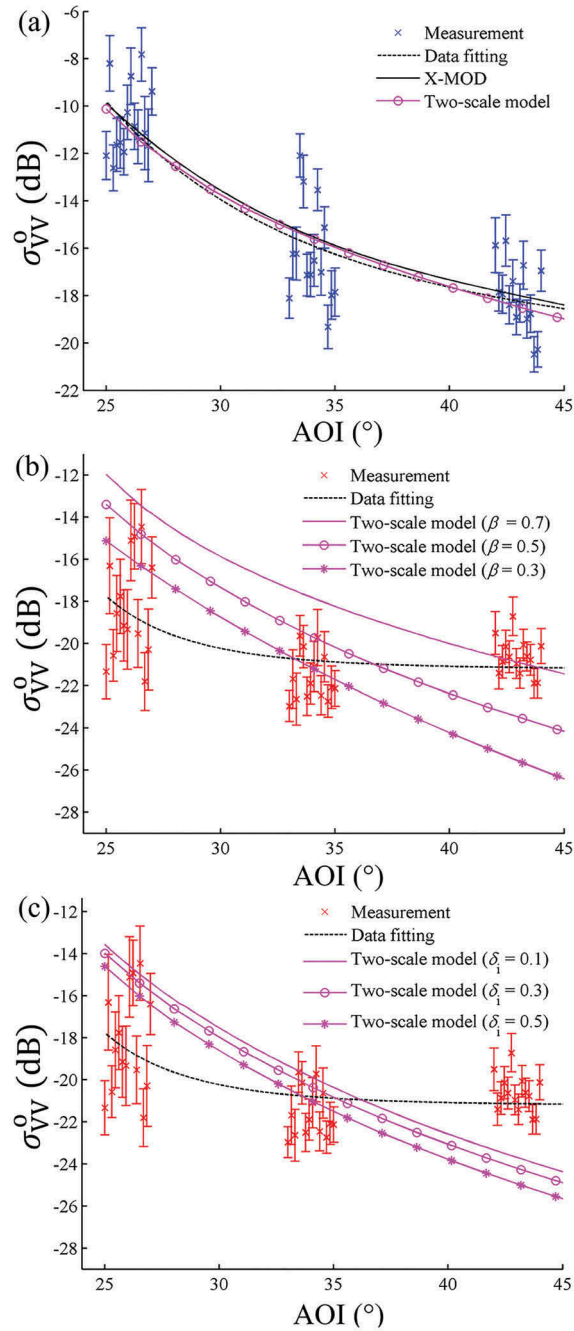 (a)
-6
-8
-10
-12
-14
-16
-18
-20
-22
σ°VV (dB)
Measurement
Data fitting
X-MOD
Two-scale model
25 30 35 40 45
AOI (°)
(b)
-12
-14
-16
-18
-20
-22
-24
-26
-28
σ°VV (dB)
Measurement
Data fitting
Two-scale model (β = 0.7)
Two-scale model (β = 0.5)
Two-scale model (β = 0.3)
25 30 35 40 45
AOI (°)
(c)
-12
-14
-16
-18
-20
-22
-24
-26
-28
σ°VV (dB)
Measurement
Data fitting
Two-scale model (δi = 0.1)
Two-scale model (δi = 0.3)
Two-scale model (δi = 0.5)
25 30 35 40 45
AOI (°)